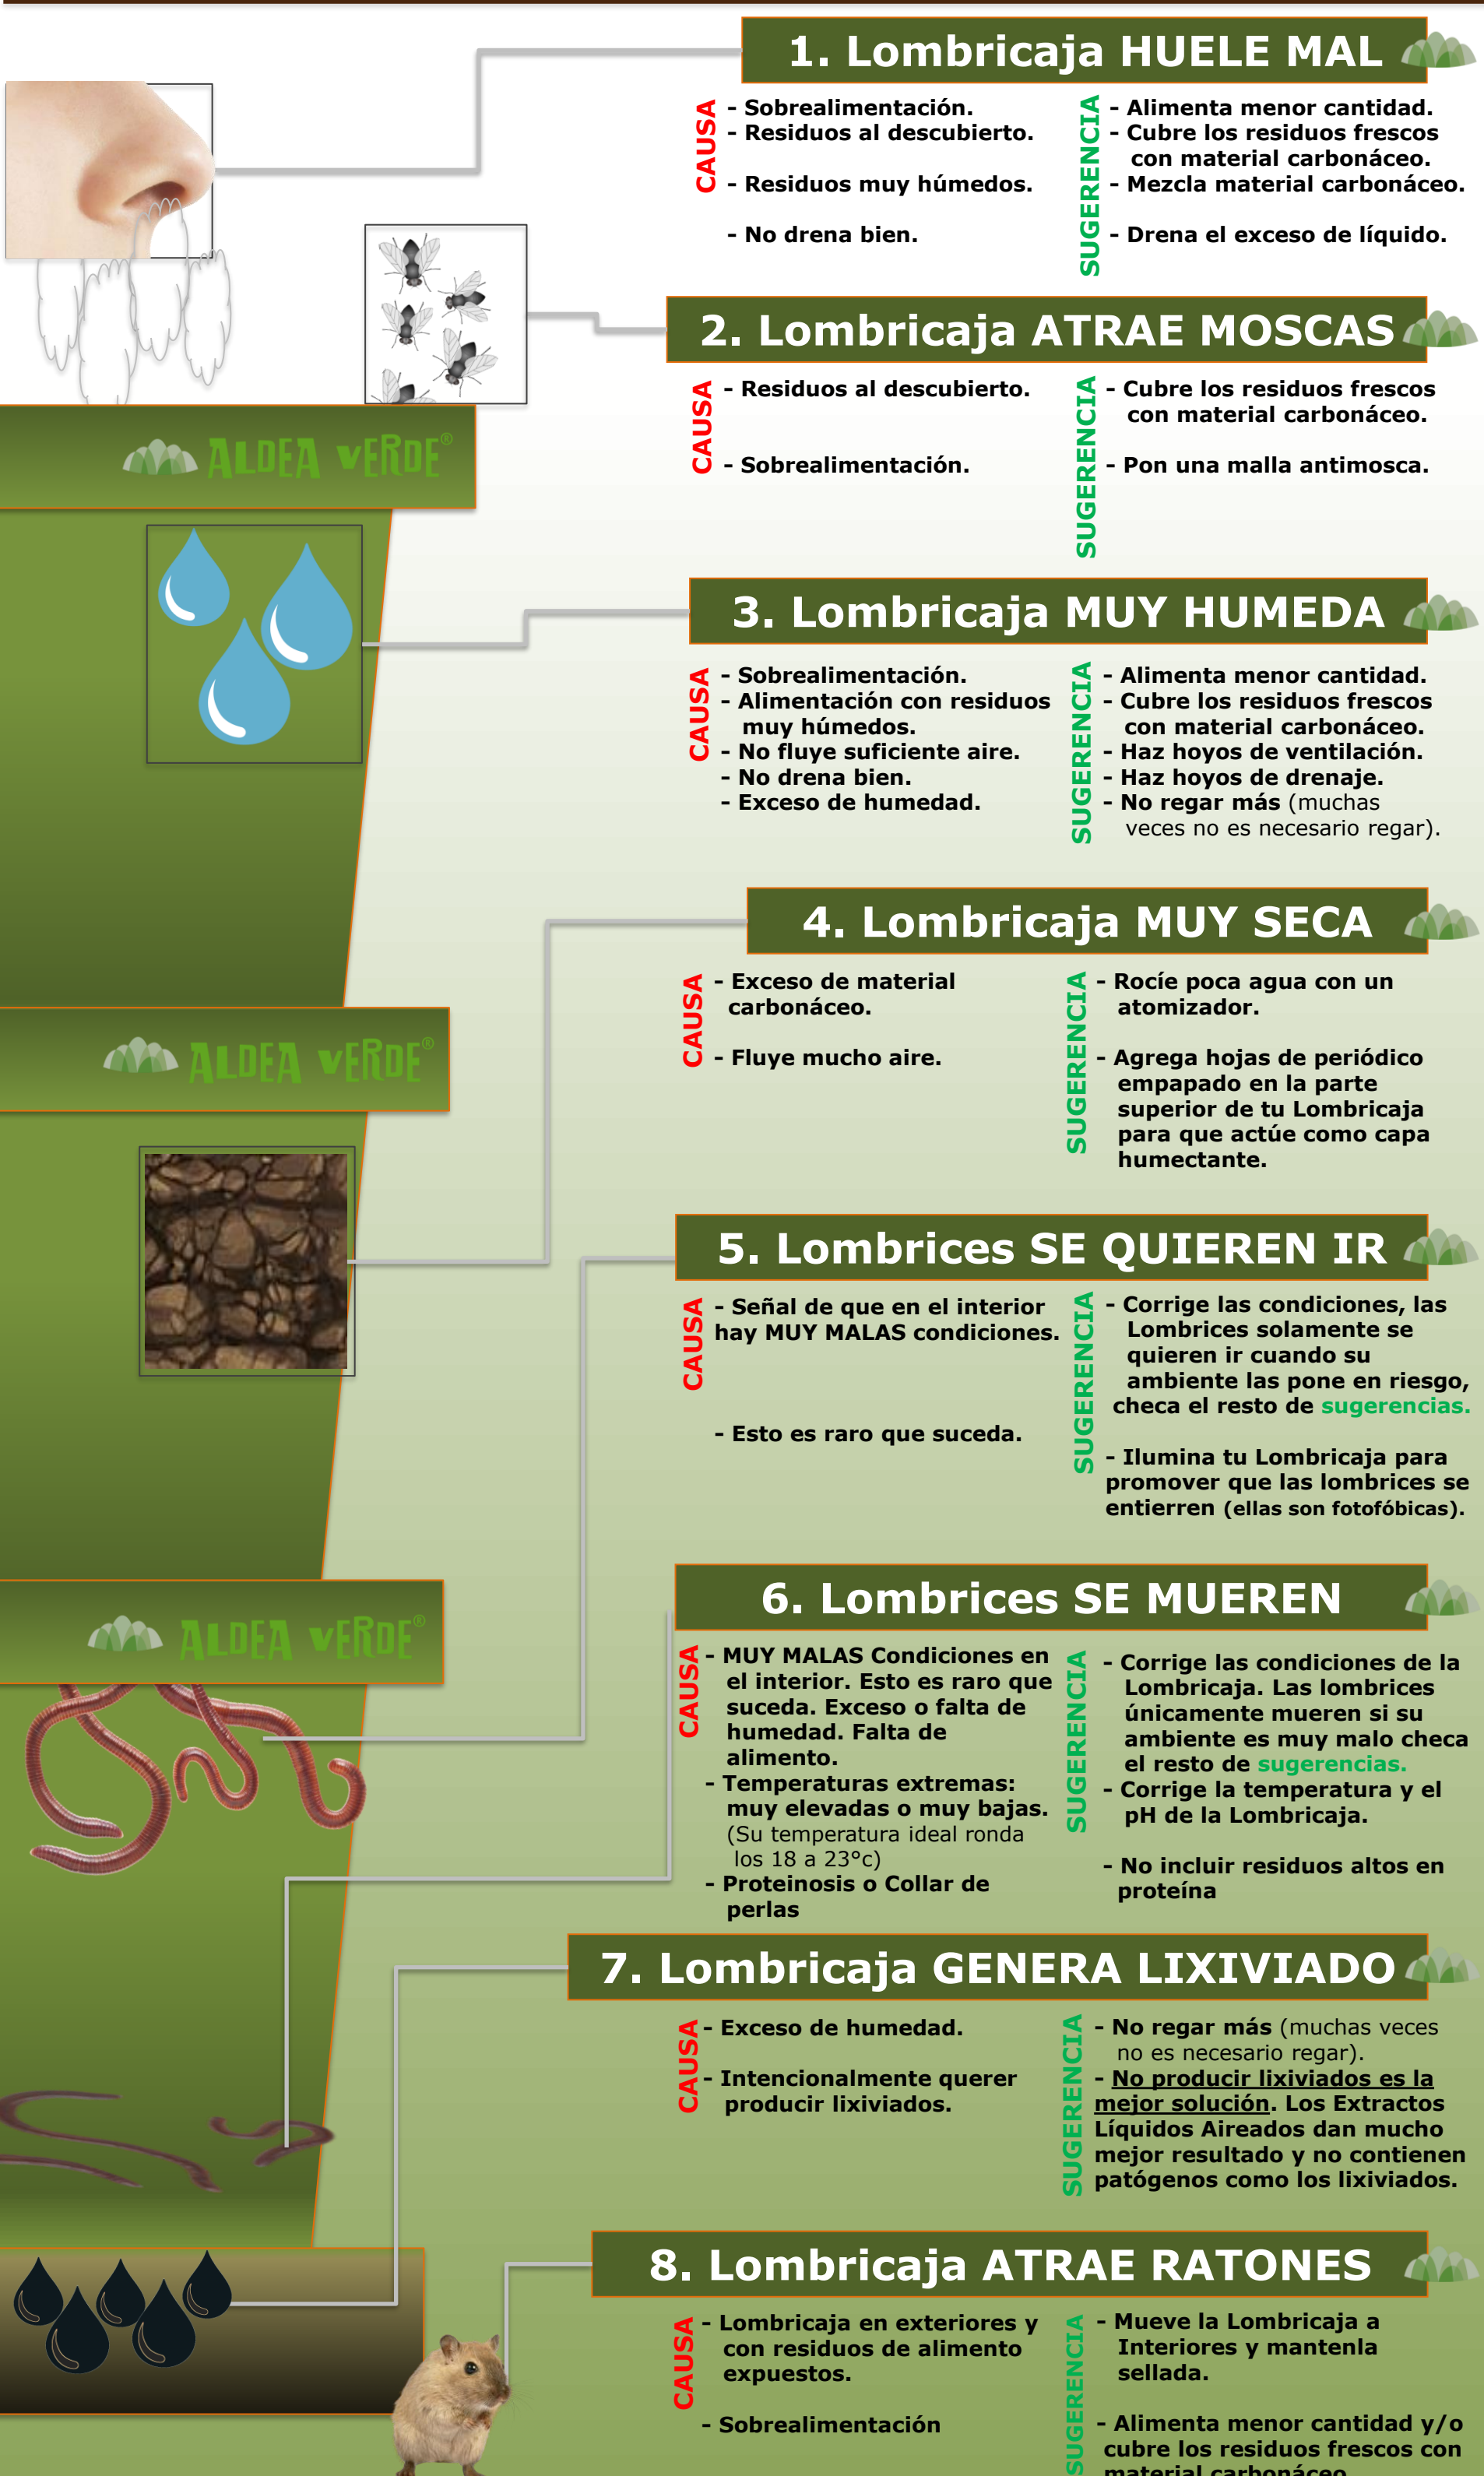 1. Lombricaja HUELE MAL
CAUSA
- Sobrealimentación.
- Residuos al descubierto.
- Residuos muy húmedos.
- No drena bien.
SUGERENCIA
- Alimenta menor cantidad.
- Cubre los residuos frescos
con material carbonáceo.
- Mezcla material carbonáceo.
- Drena el exceso de líquido.
2. Lombricaja ATRAE MOSCAS
CAUSA
- Residuos al descubierto.
- Sobrealimentación.
SUGERENCIA
- Cubre los residuos frescos
con material carbonáceo.
- Pon una malla antimosca.
ALDEA VERDE®
3. Lombricaja MUY HUMEDA
CAUSA
- Sobrealimentación.
- Alimentación con residuos
muy húmedos.
- No fluye suficiente aire.
- No drena bien.
- Exceso de humedad.
SUGERENCIA
- Alimenta menor cantidad.
- Cubre los residuos frescos
con material carbonáceo.
- Haz hoyos de ventilación.
- Haz hoyos de drenaje.
- No regar más (muchas
veces no es necesario regar).
4. Lombricaja MUY SECA
CAUSA
- Exceso de material
carbonáceo.
- Fluye mucho aire.
SUGERENCIA
- Rocíe poca agua con un
atomizador.
- Agrega hojas de periódico
empapado en la parte
superior de tu Lombricaja
para que actúe como capa
humectante.
ALDEA VERDE®
5. Lombrices SE QUIEREN IR
CAUSA
- Señal de que en el interior
hay MUY MALAS condiciones.
- Esto es raro que suceda.
SUGERENCIA
- Corrige las condiciones, las
Lombrices solamente se
quieren ir cuando su
ambiente las pone en riesgo,
checa el resto de sugerencias.
- Ilumina tu Lombricaja para
promover que las lombrices se
entierren (ellas son fotofóbicas).
ALDEA VERDE®
6. Lombrices SE MUEREN
CAUSA
- MUY MALAS Condiciones en
el interior. Esto es raro que
suceda. Exceso o falta de
humedad. Falta de
alimento.
- Temperaturas extremas:
muy elevadas o muy bajas.
(Su temperatura ideal ronda
los 18 a 23°c)
- Proteinosis o Collar de
perlas
SUGERENCIA
- Corrige las condiciones de la
Lombricaja. Las lombrices
únicamente mueren si su
ambiente es muy malo checa
el resto de sugerencias.
- Corrige la temperatura y el
pH de la Lombricaja.
- No incluir residuos altos en
proteína
7. Lombricaja GENERA LIXIVIADO
CAUSA
- Exceso de humedad.
- Intencionalmente querer
producir lixiviados.
SUGERENCIA
- No regar más (muchas veces
no es necesario regar).
- No producir lixiviados es la
mejor solución. Los Extractos
Líquidos Aireados dan mucho
mejor resultado y no contienen
patógenos como los lixiviados.
8. Lombricaja ATRAE RATONES
CAUSA
- Lombricaja en exteriores y
con residuos de alimento
expuestos.
- Sobrealimentación
SUGERENCIA
- Mueve la Lombricaja a
Interiores y mantenla
sellada.
- Alimenta menor cantidad y/o
cubre los residuos frescos con
material carbonáceo